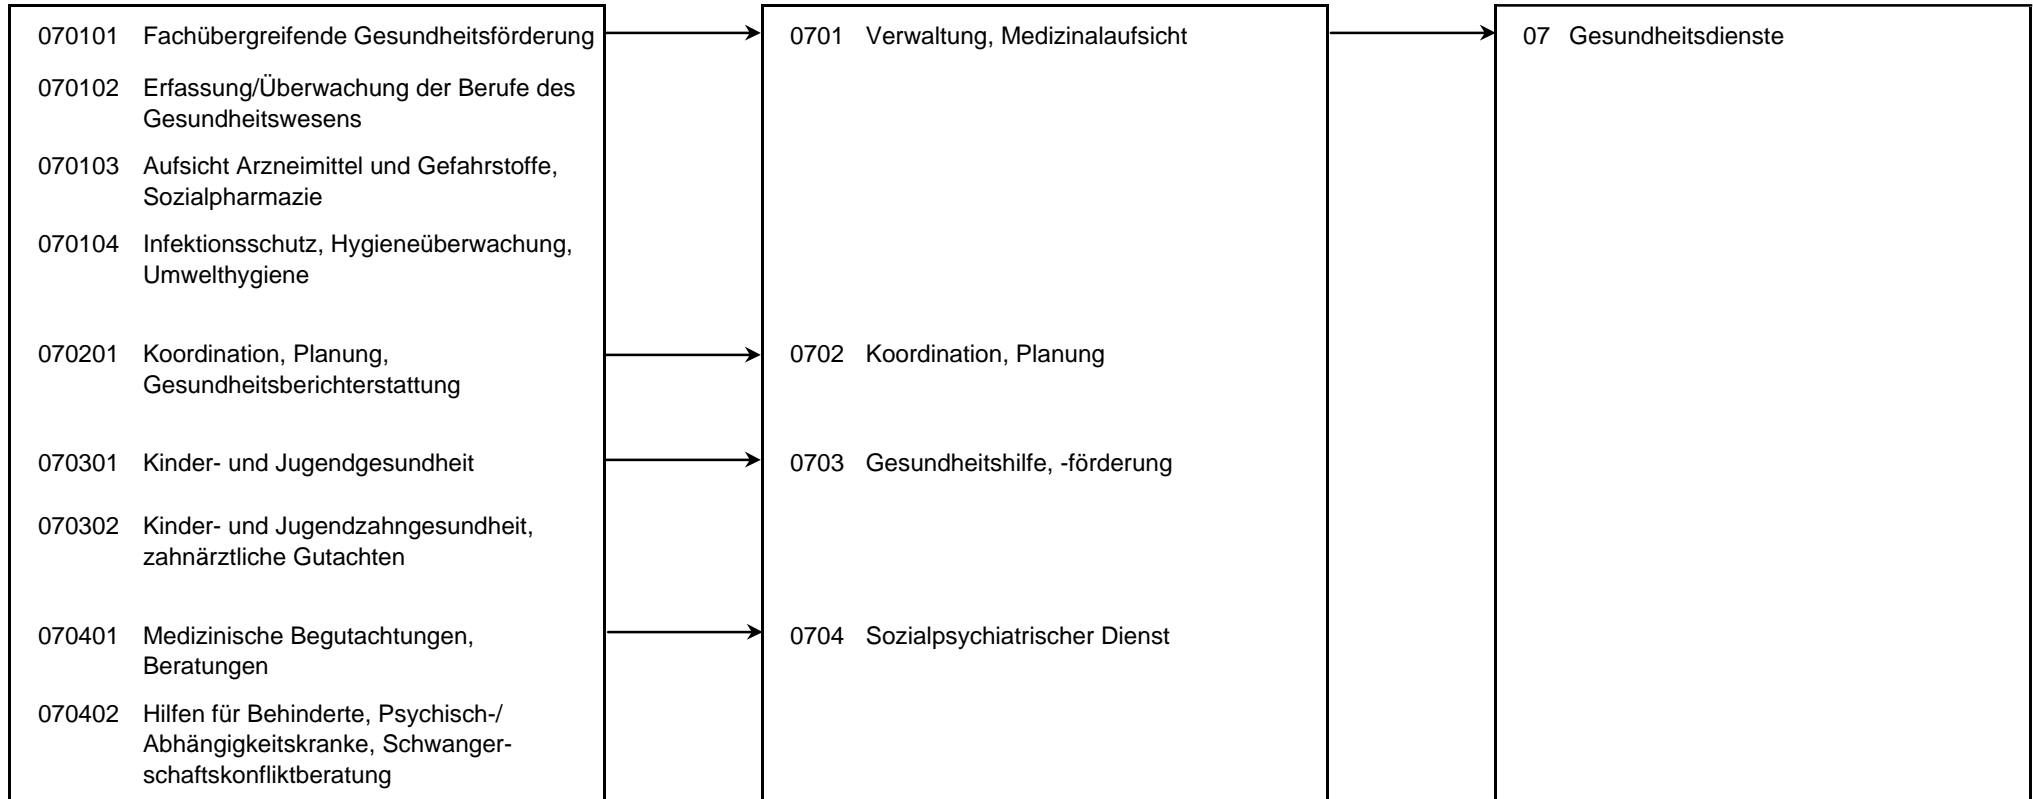 070101 Fachübergreifende Gesundheitsförderung
070102 Erfassung/Überwachung der Berufe des
Gesundheitswesens
070103 Aufsicht Arzneimittel und Gefahrstoffe,
Sozialpharmazie
070104 Infektionsschutz, Hygieneüberwachung,
Umwelthygiene
070201 Koordination, Planung,
Gesundheitsberichterstattung
070301 Kinder- und Jugendgesundheit
070302 Kinder- und Jugendzahngesundheit,
zahnärztliche Gutachten
070401 Medizinische Begutachtungen,
Beratungen
070402 Hilfen für Behinderte, Psychisch-/
Abhängigkeitskranke, Schwanger-
schaftskonfliktberatung
0701 Verwaltung, Medizinalaufsicht
0702 Koordination, Planung
0703 Gesundheitshilfe, -förderung
0704 Sozialpsychiatrischer Dienst
07 Gesundheitsdienste